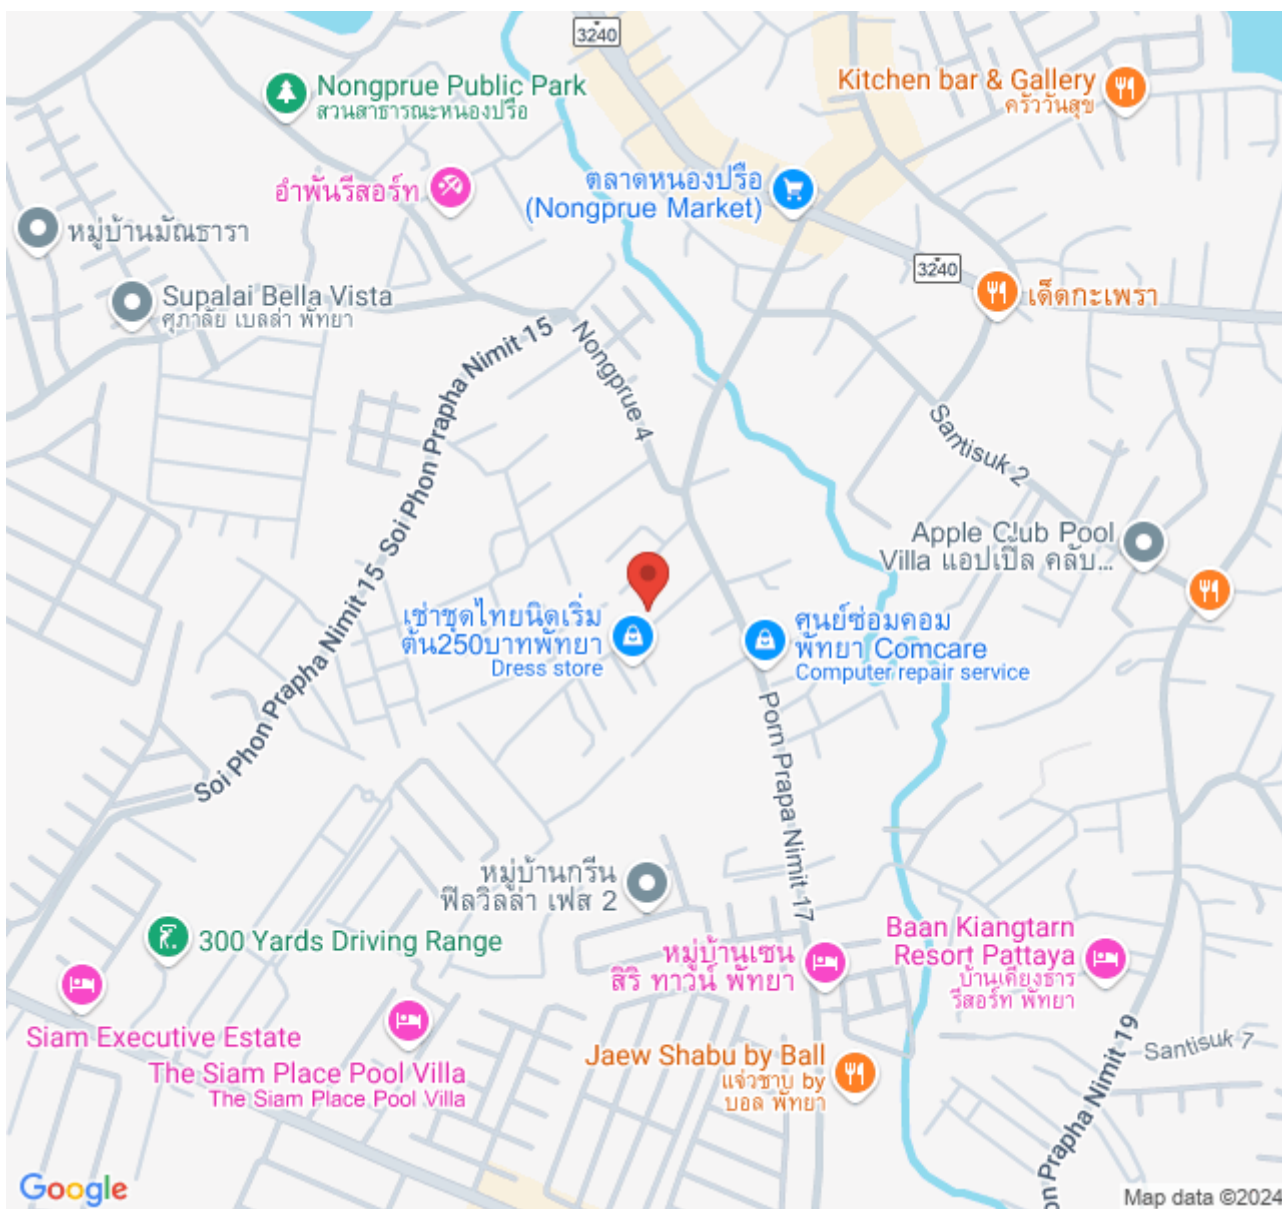 3240
Nongprue Public Park
สวนสาธารณะหนองปรือ
Kitchen bar & Gallery
ครัววันสุข
อำพันรีสอร์ท
ตลาดหนองปรือ
(Nongprue Market)
หมู่บ้านมัณธารา
3240
เด็ดกะเพรา
Supalai Bella Vista
ศุภาลัย เบลล่า พัทยา
Soi Phon Prapha Nimit 15
Nongprue 4
Santisuk 2
Apple Club Pool
Villa แอปเปิ้ล คลับ...
เช่าชุดไทยนิดเริ่ม
ต้น250บาทพัทยา
Dress store
ศูนย์ซ่อมคอม
พัทยา Comcare
Computer repair service
Soi Phon Prapha Nimit 15
Porn Prapa Nimit 17
หมู่บ้านกรีน
ฟิลวิลล่า เฟส 2
300 Yards Driving Range
หมู่บ้านเซน
สิริ ทาวน์ พัทยา
Baan Kiangtarn
Resort Pattaya
บ้านเคียงธาร
รีสอร์ท พัทยา
Siam Executive Estate
The Siam Place Pool Villa
The Siam Place Pool Villa
Jaew Shabu by Ball
แจ่วชาบู by
บอล พัทยา
Santisuk 7
on Prapha Nimit 19
Google
Map data ©2024